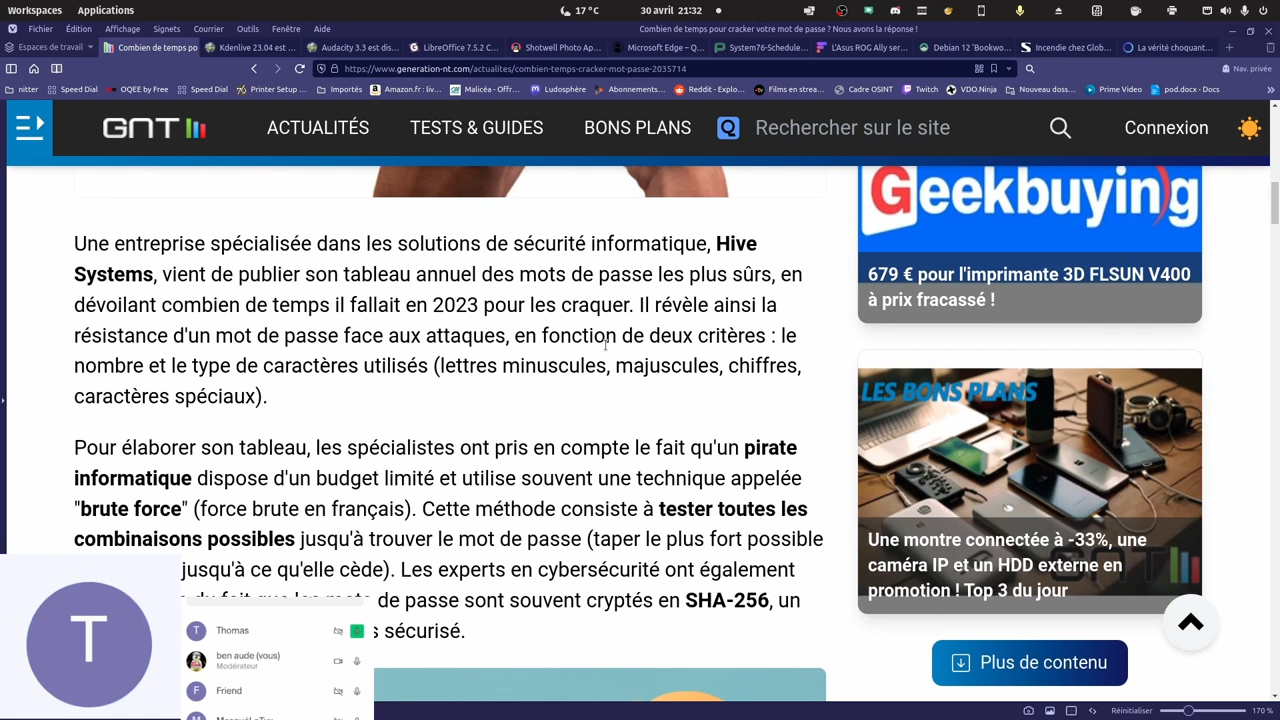 Workspaces
Applications
17 °C
30 avril 21:32
100 %
Fichier Édition Affichage Signets Courrier Outils Fenêtre Aide
Combien de temps pour cracker votre mot de passe ? Nous avons la réponse !
Espaces de travail
Combien de temps po
Kdenlive 23.04 est
Audacity 3.3 est dis…
LibreOffice 7.5.2 C…
Shotwell Photo Ap…
Microsoft Edge – Q…
System76-Schedule…
L'Asus ROG Ally ser…
Debian 12 'Bookwo…
Incendie chez Glob…
La vérité choquant…
https://www.generation-nt.com/actualites/combien-temps-cracker-mot-passe-2035714
Nav. privée
nitter
Speed Dial
OQEE by Free
Speed Dial
Printer Setup ...
Importés
Amazon.fr : liv…
Malicéa - Offic…
Ludosphère
Abonnements…
Reddit - Explo…
Films en strea…
Cadre OSINT
Twitch
VDO.Ninja
Nouveau doss…
Prime Video
pod.docx - Docs
GNT
ACTUALITÉS
TESTS & GUIDES
BONS PLANS
Rechercher sur le site
Connexion
Une entreprise spécialisée dans les solutions de sécurité informatique, Hive
Systems, vient de publier son tableau annuel des mots de passe les plus sûrs, en
dévoilant combien de temps il fallait en 2023 pour les craquer. Il révèle ainsi la
résistance d'un mot de passe face aux attaques, en fonction de deux critères : le
nombre et le type de caractères utilisés (lettres minuscules, majuscules, chiffres,
caractères spéciaux).
Pour élaborer son tableau, les spécialistes ont pris en compte le fait qu'un pirate
informatique dispose d'un budget limité et utilise souvent une technique appelée
"brute force" (force brute en français). Cette méthode consiste à tester toutes les
combinaisons possibles jusqu'à trouver le mot de passe (taper le plus fort possible
jusqu'à ce qu'elle cède). Les experts en cybersécurité ont également
de passe sont souvent cryptés en SHA-256, un
s sécurisé.
Geekbuying
679 € pour l'imprimante 3D FLSUN V400
à prix fracassé !
LES BONS PLANS
Une montre connectée à -33%, une
caméra IP et un HDD externe en
promotion ! Top 3 du jour
Plus de contenu
T
T
Thomas
ben aude (vous)
Modérateur
F
Friend
Réinitialiser
170 %